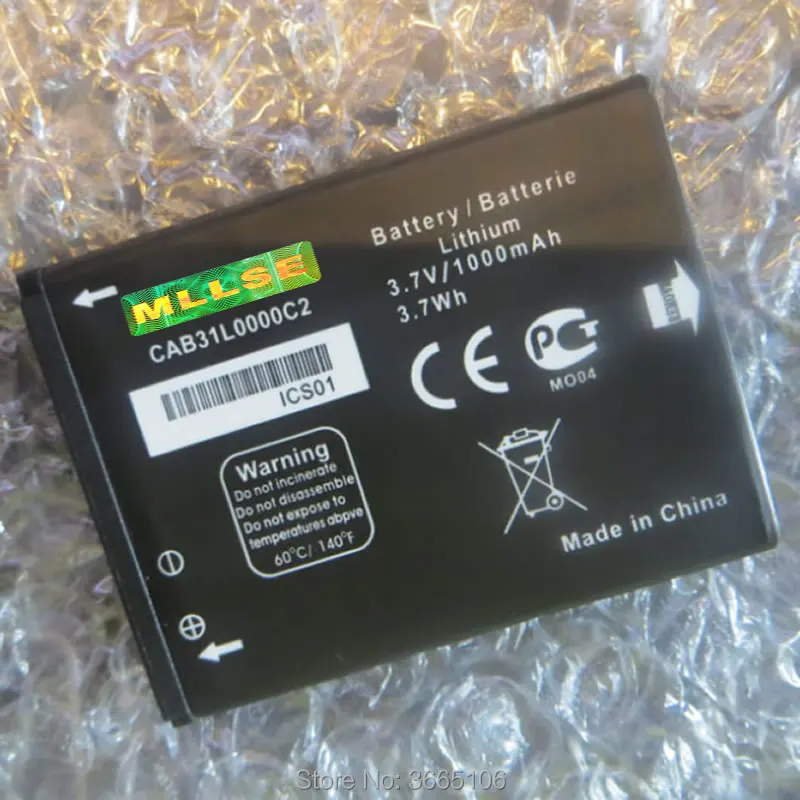 Battery / Batterie
Lithium
3.7V/1000mAh
3.7Wh
MLLSE
CAB31L0000C2
ICS01
CE
PCT
MO04
Warning
Do not incinerate
Do not disassemble
Do not expose to
temperatures abpve
60°C/ 140°F
Made in China
Store No: 3665106